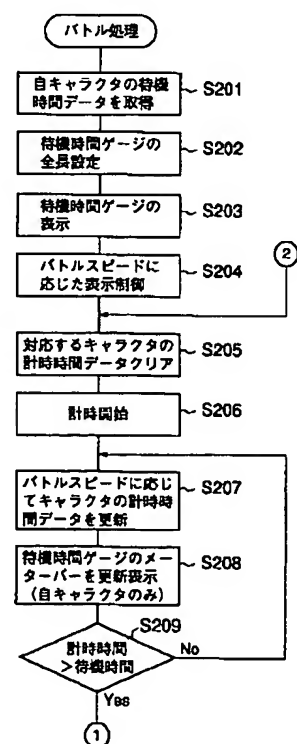 バトル処理
自キャラクタの待機
時間データを取得
S201
待機時間ゲージの
全長設定
S202
待機時間ゲージの
表示
S203
バトルスピードに
応じた表示制御
S204
2
対応するキャラクタの
計時時間データクリア
S205
計時開始
S206
バトルスピードに応じ
てキャラクタの計時時
間データを更新
S207
待機時間ゲージのメー
ターバーを更新表示
(自キャラクタのみ)
S208
S209
計時時間
>待機時間
No
Yes
1